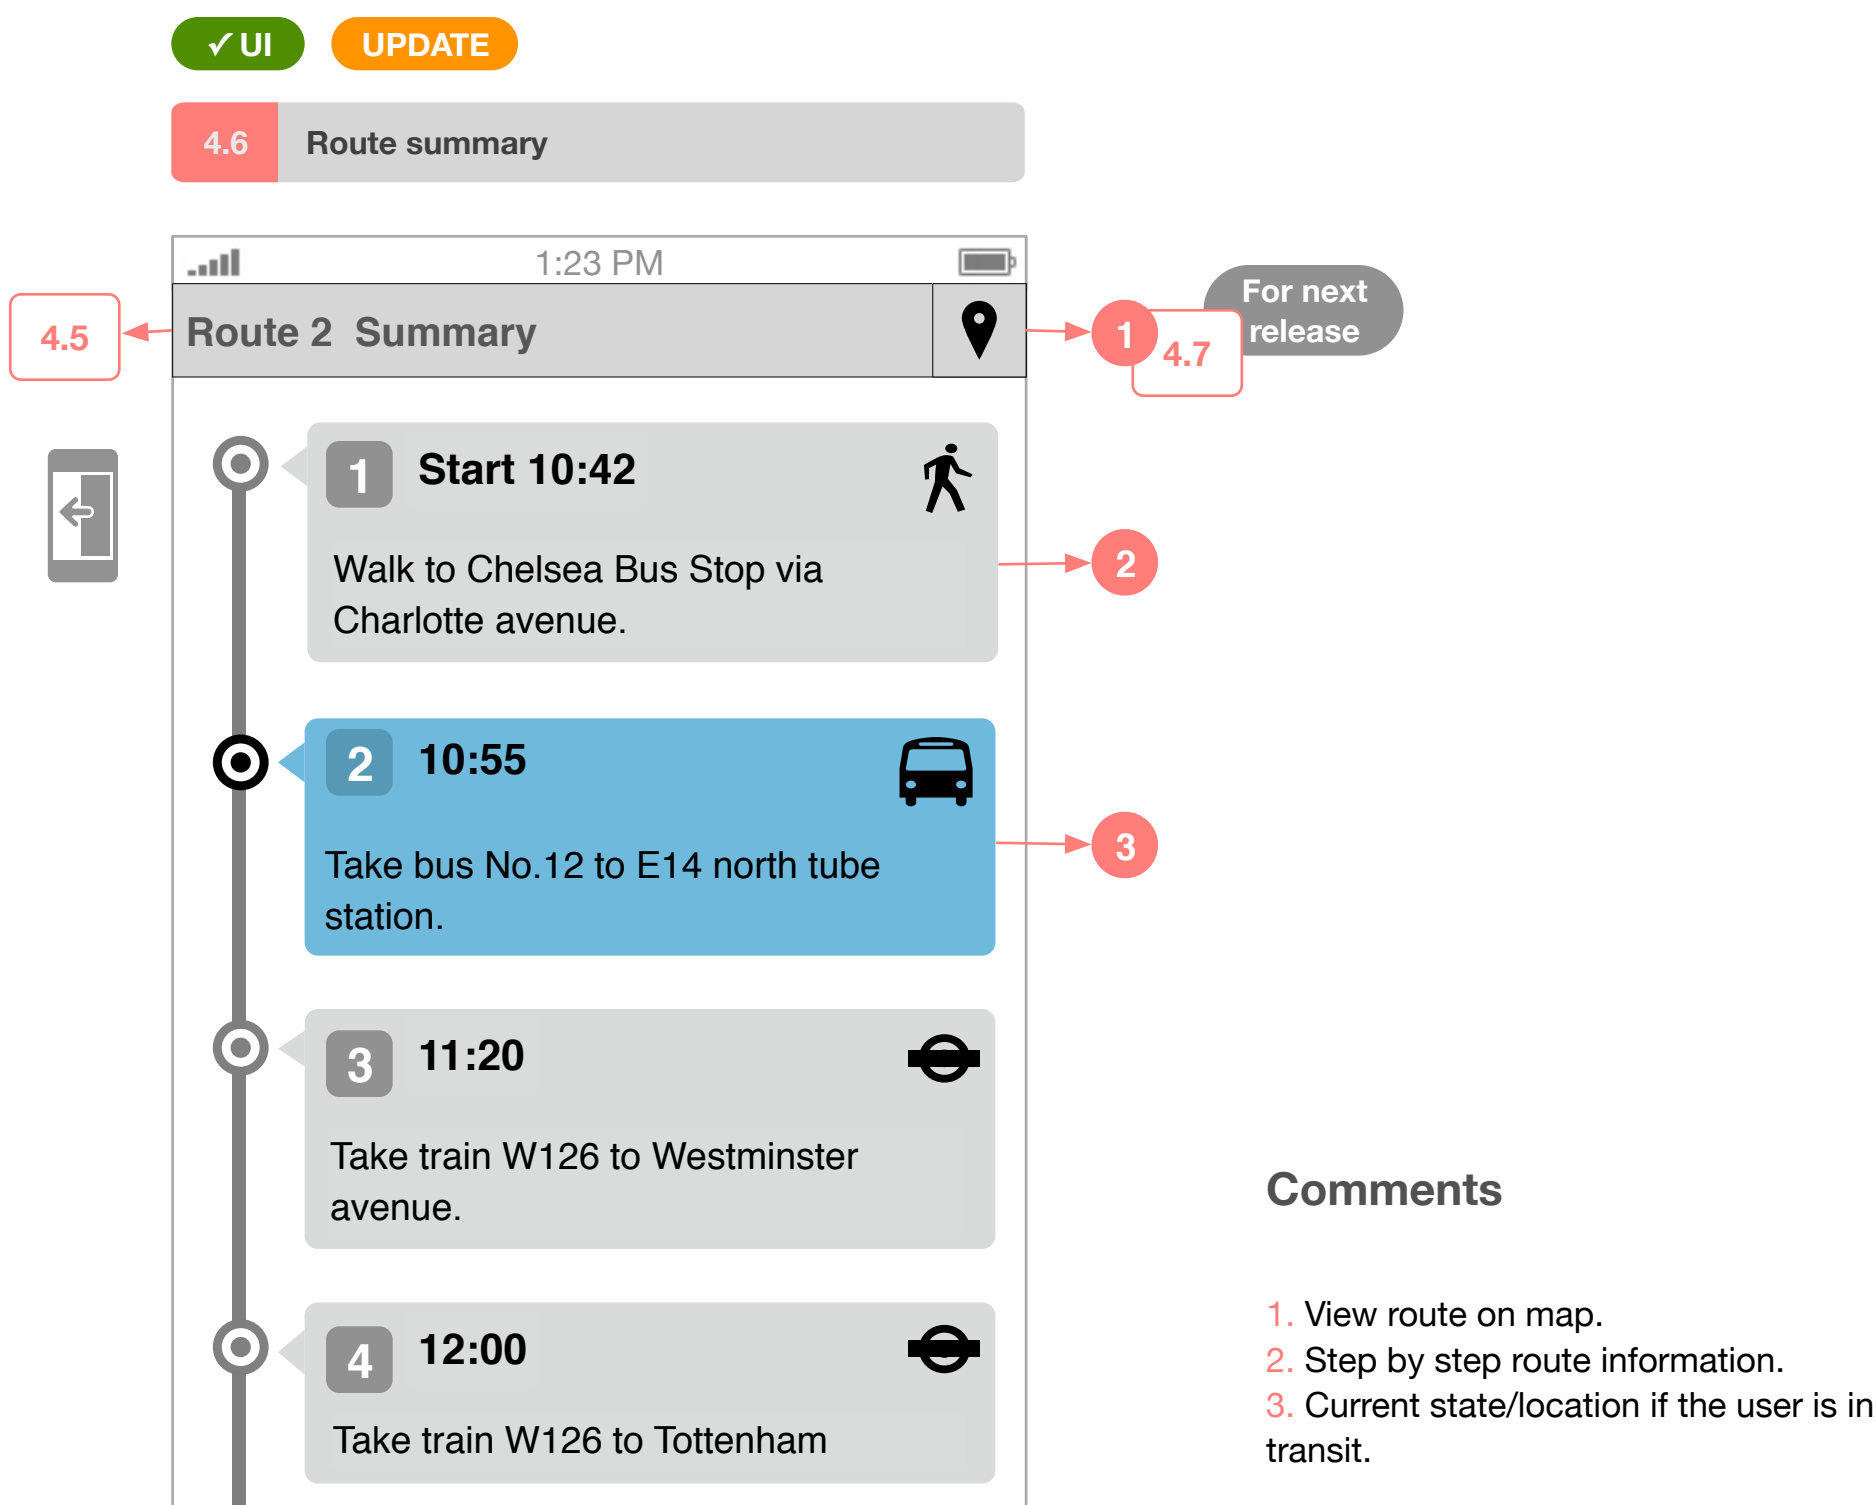 ✓ UI
UPDATE
4.6 Route summary
1:23 PM
4.5
Route 2 Summary
1
4.7
For next
release
1 Start 10:42
Walk to Chelsea Bus Stop via
Charlotte avenue.
2
2 10:55
Take bus No.12 to E14 north tube
station.
3
3 11:20
Take train W126 to Westminster
avenue.
4 12:00
Take train W126 to Tottenham
Comments
1. View route on map.
2. Step by step route information.
3. Current state/location if the user is in
transit.